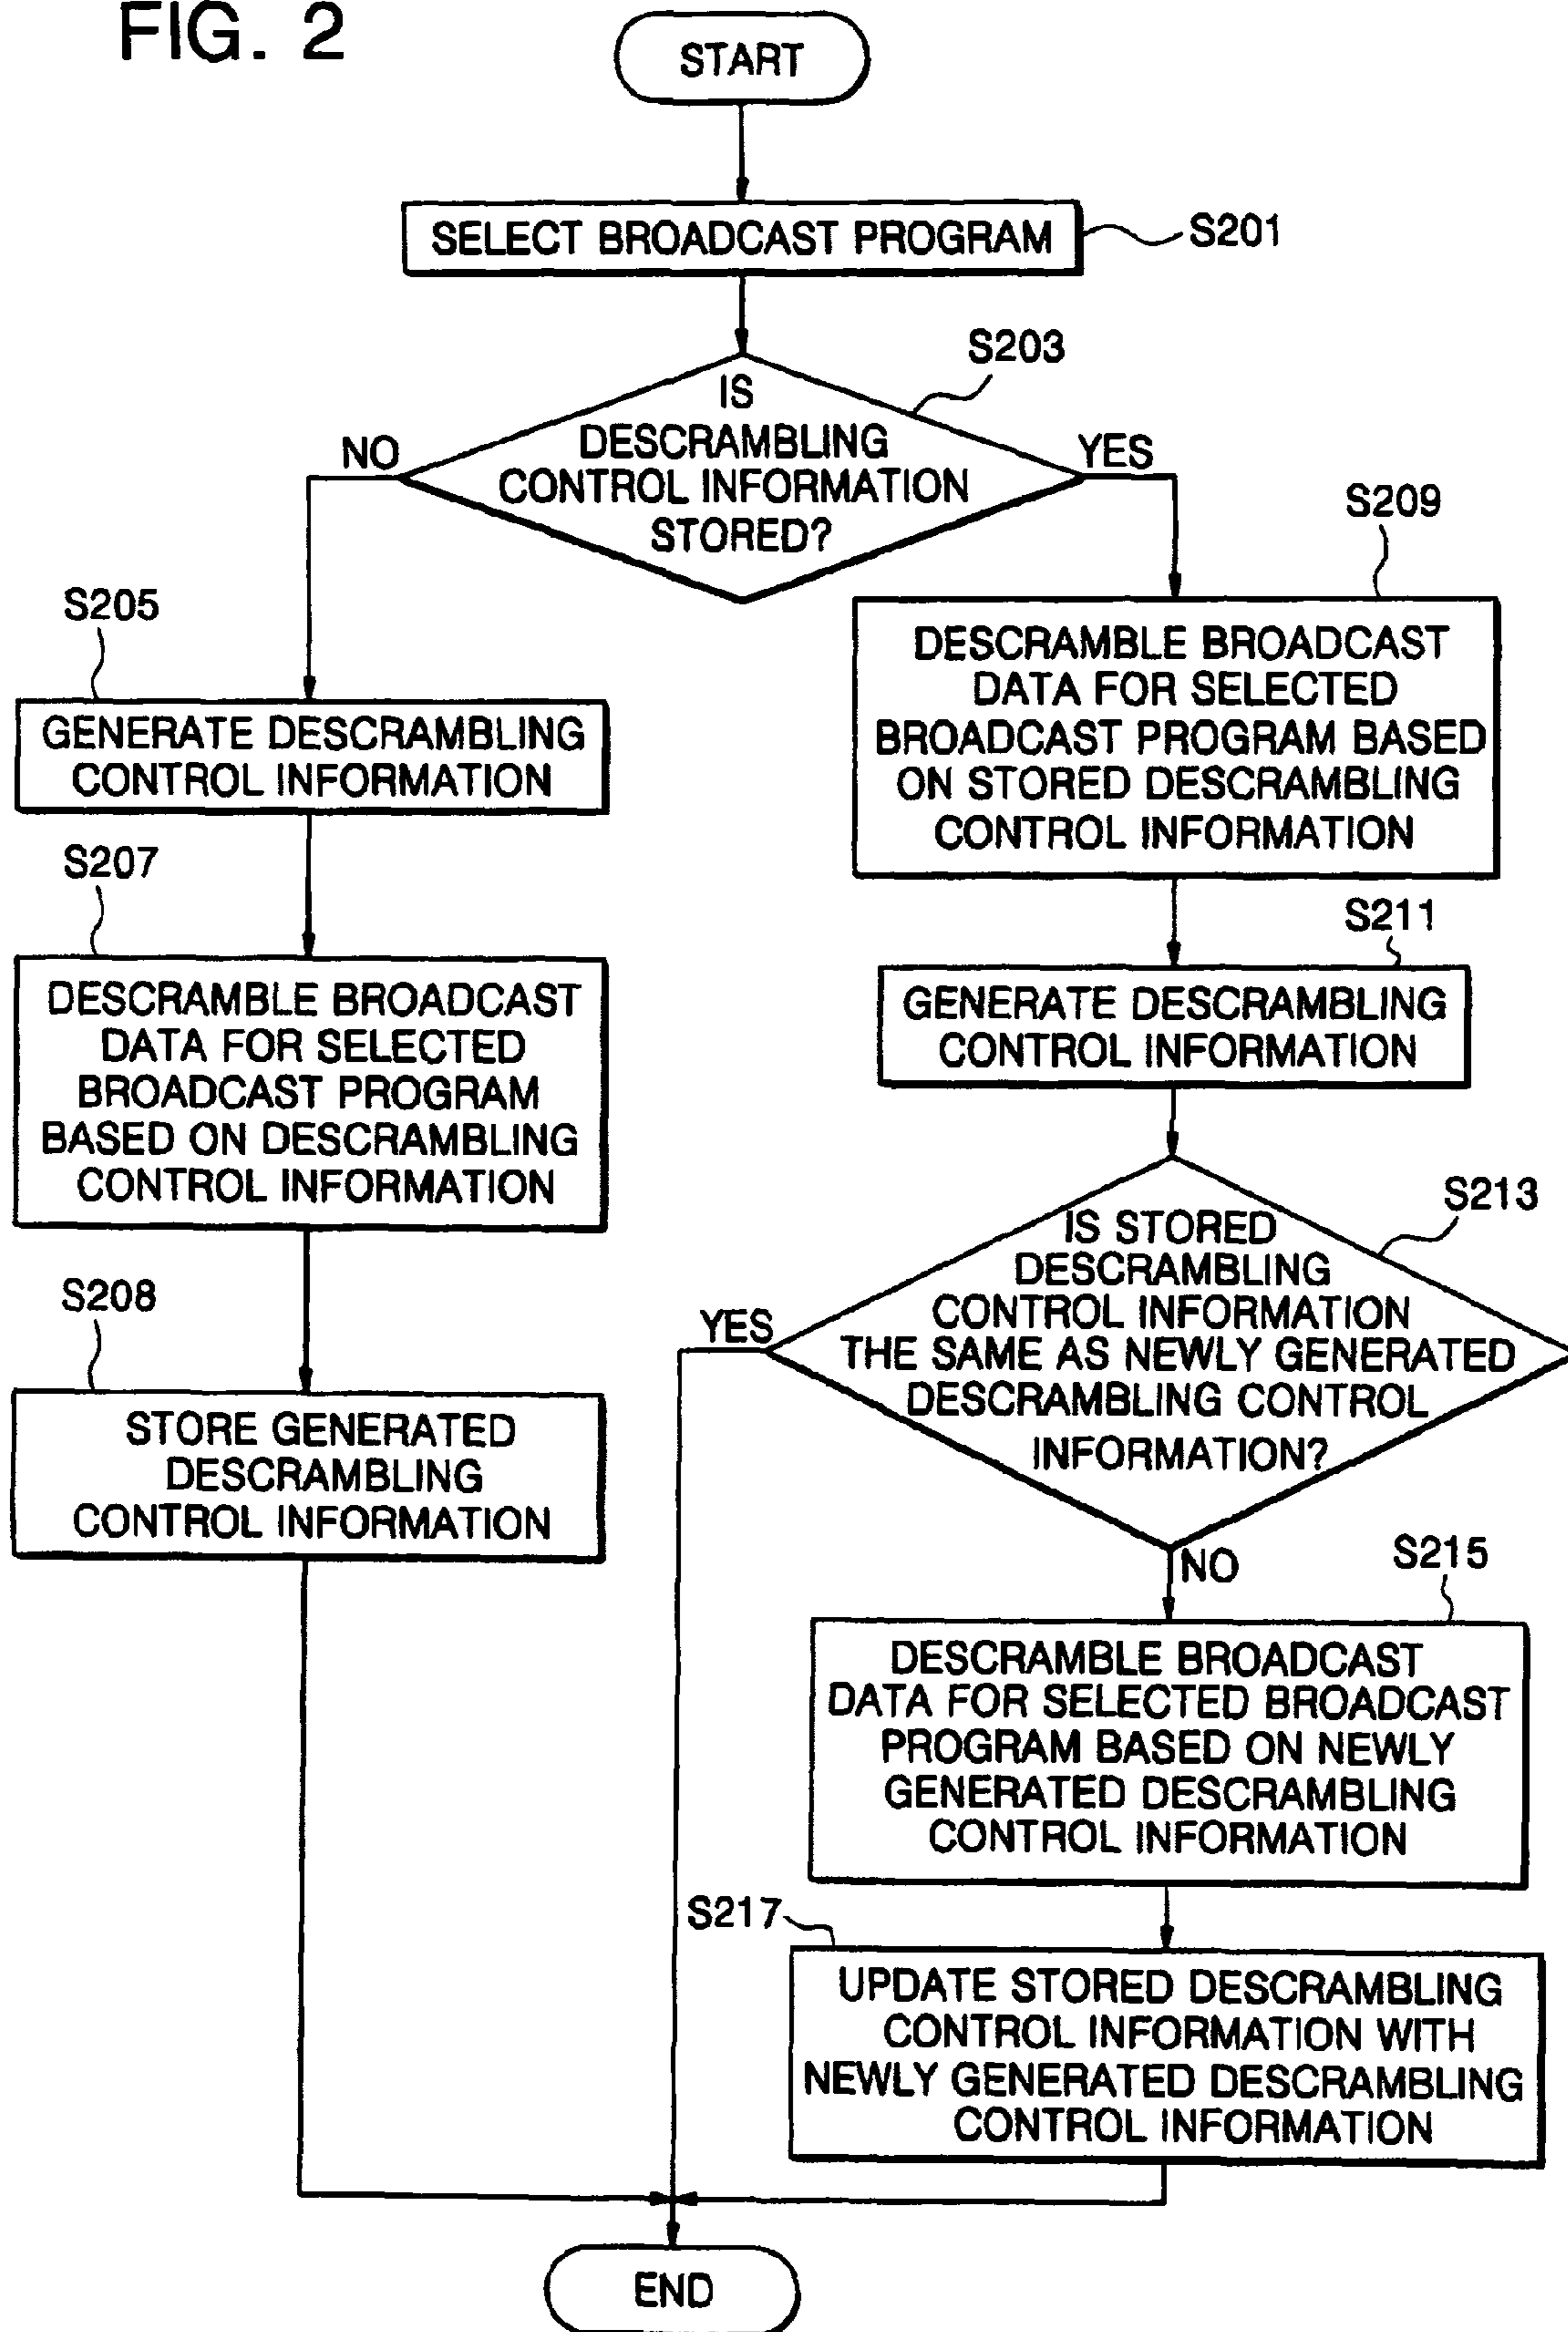 FIG. 2
START
SELECT BROADCAST PROGRAM
S201
S203
IS
DESCRAMBLING
CONTROL INFORMATION
STORED?
NO
YES
S205
GENERATE DESCRAMBLING
CONTROL INFORMATION
S207
DESCRAMBLE BROADCAST
DATA FOR SELECTED
BROADCAST PROGRAM
BASED ON DESCRAMBLING
CONTROL INFORMATION
S208
STORE GENERATED
DESCRAMBLING
CONTROL INFORMATION
S209
DESCRAMBLE BROADCAST
DATA FOR SELECTED
BROADCAST PROGRAM BASED
ON STORED DESCRAMBLING
CONTROL INFORMATION
S211
GENERATE DESCRAMBLING
CONTROL INFORMATION
S213
IS STORED
DESCRAMBLING
CONTROL INFORMATION
THE SAME AS NEWLY GENERATED
DESCRAMBLING CONTROL
INFORMATION?
YES
NO
S215
DESCRAMBLE BROADCAST
DATA FOR SELECTED BROADCAST
PROGRAM BASED ON NEWLY
GENERATED DESCRAMBLING
CONTROL INFORMATION
S217
UPDATE STORED DESCRAMBLING
CONTROL INFORMATION WITH
NEWLY GENERATED DESCRAMBLING
CONTROL INFORMATION
END